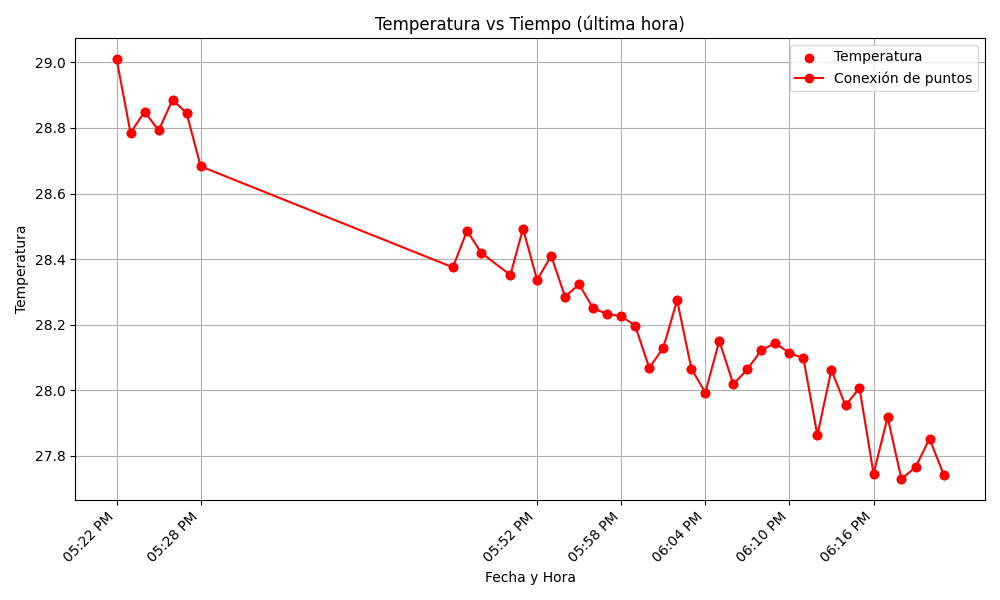 Temperatura vs Tiempo (última hora)
Temperatura
Conexión de puntos
Temperatura
29.0
28.8
28.6
28.4
28.2
28.0
27.8
05:22 PM
05:28 PM
05:52 PM
05:58 PM
06:04 PM
06:10 PM
06:16 PM
Fecha y Hora